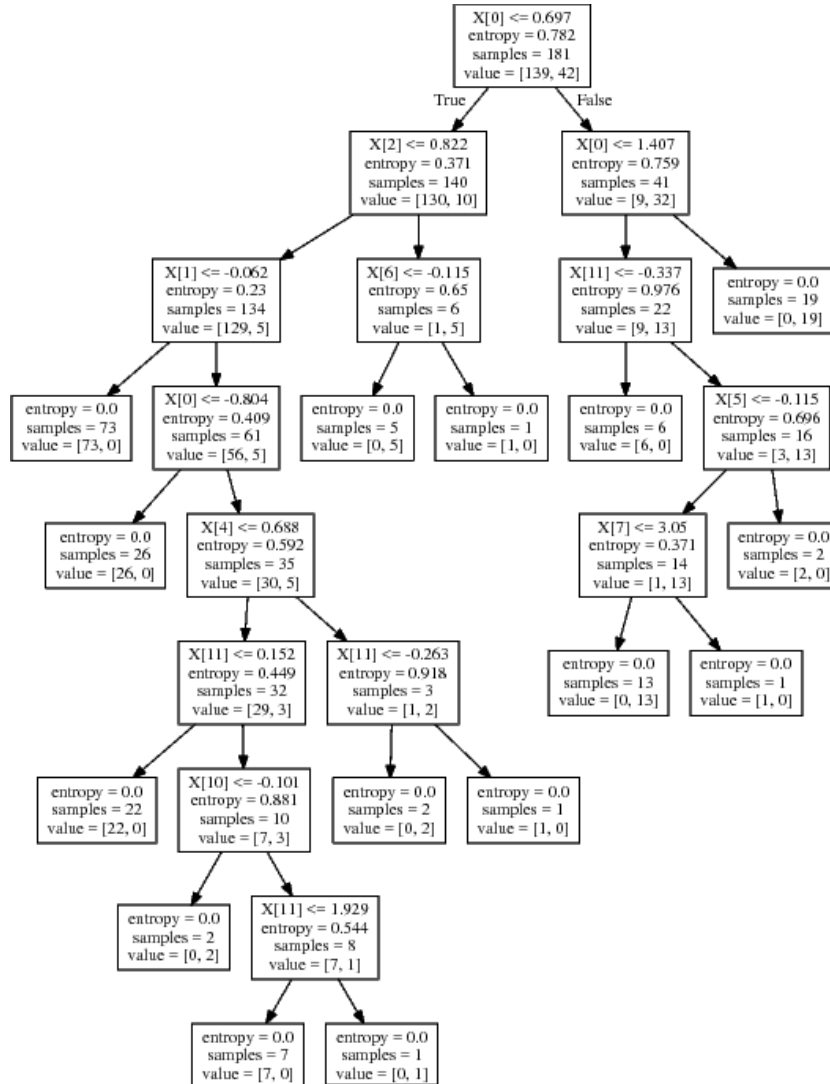 X[0] <= 0.697
entropy = 0.782
samples = 181
value = [139, 42]
True
False
X[2] <= 0.822
entropy = 0.371
samples = 140
value = [130, 10]
X[0] <= 1.407
entropy = 0.759
samples = 41
value = [9, 32]
X[1] <= -0.062
entropy = 0.23
samples = 134
value = [129, 5]
X[6] <= -0.115
entropy = 0.65
samples = 6
value = [1, 5]
X[11] <= -0.337
entropy = 0.976
samples = 22
value = [9, 13]
entropy = 0.0
samples = 19
value = [0, 19]
entropy = 0.0
samples = 73
value = [73, 0]
X[0] <= -0.804
entropy = 0.409
samples = 61
value = [56, 5]
entropy = 0.0
samples = 5
value = [0, 5]
entropy = 0.0
samples = 1
value = [1, 0]
entropy = 0.0
samples = 6
value = [6, 0]
X[5] <= -0.115
entropy = 0.696
samples = 16
value = [3, 13]
entropy = 0.0
samples = 26
value = [26, 0]
X[4] <= 0.688
entropy = 0.592
samples = 35
value = [30, 5]
X[7] <= 3.05
entropy = 0.371
samples = 14
value = [1, 13]
entropy = 0.0
samples = 2
value = [2, 0]
X[11] <= 0.152
entropy = 0.449
samples = 32
value = [29, 3]
X[11] <= -0.263
entropy = 0.918
samples = 3
value = [1, 2]
entropy = 0.0
samples = 13
value = [0, 13]
entropy = 0.0
samples = 1
value = [1, 0]
entropy = 0.0
samples = 22
value = [22, 0]
X[10] <= -0.101
entropy = 0.881
samples = 10
value = [7, 3]
entropy = 0.0
samples = 2
value = [0, 2]
entropy = 0.0
samples = 1
value = [1, 0]
entropy = 0.0
samples = 2
value = [0, 2]
X[11] <= 1.929
entropy = 0.544
samples = 8
value = [7, 1]
entropy = 0.0
samples = 7
value = [7, 0]
entropy = 0.0
samples = 1
value = [0, 1]